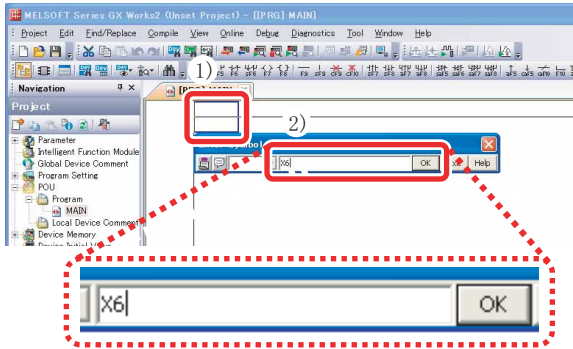 MELSOFT Series GX Works2 (Unset Project) - [[PRG] MAIN]
Project Edit Find/Replace Compile View Online Debug Diagnostics Tool Window Help
Navigation
1)
2)
Project
Parameter
Intelligent Function Module
Global Device Comment
Program Setting
POU
Program
MAIN
Local Device Comment
Device Memory
X6 OK Help
X6 OK